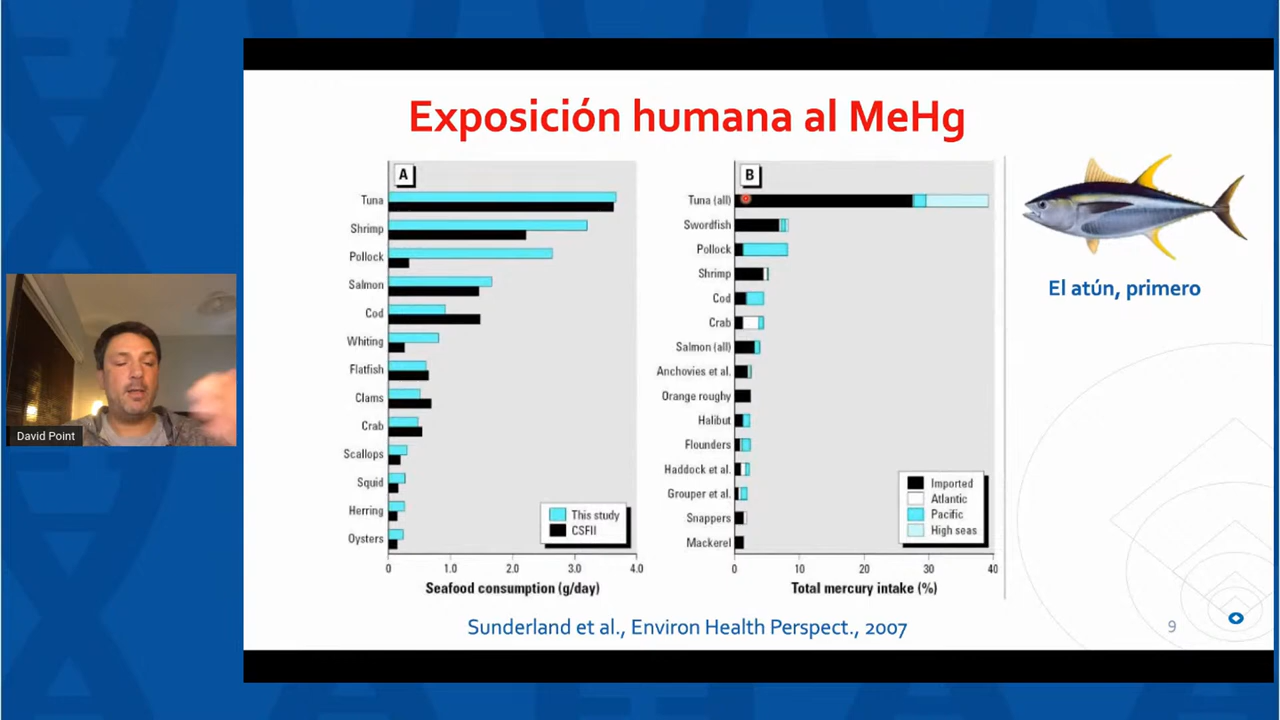 Exposición humana al MeHg
A
Tuna
Shrimp
Pollock
Salmon
Cod
Whiting
Flatfish
Clams
Crab
Scallops
Squid
Herring
Oysters
This study
CSFII
0 1.0 2.0 3.0 4.0
Seafood consumption (g/day)
B
Tuna (all)
Swordfish
Pollock
Shrimp
Cod
Crab
Salmon (all)
Anchovies et al.
Orange roughy
Halibut
Flounders
Haddock et al.
Grouper et al.
Snappers
Mackerel
Imported
Atlantic
Pacific
High seas
0 10 20 30 40
Total mercury intake (%)
El atún, primero
Sunderland et al., Environ Health Perspect., 2007
9
David Point